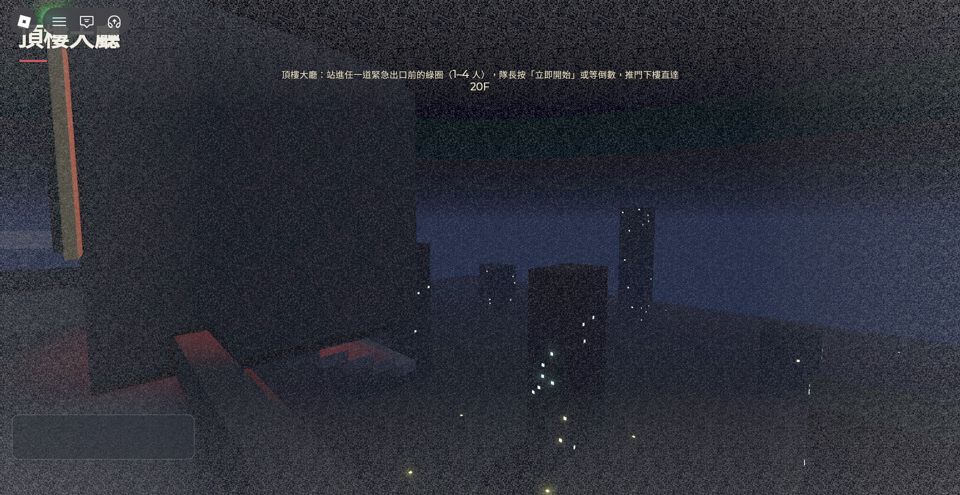 頂樓大廳
頂樓大廳：站進任一道緊急出口前的綠圈（1–4 人），隊長按「立即開始」或等倒數，推門下樓直達
20F